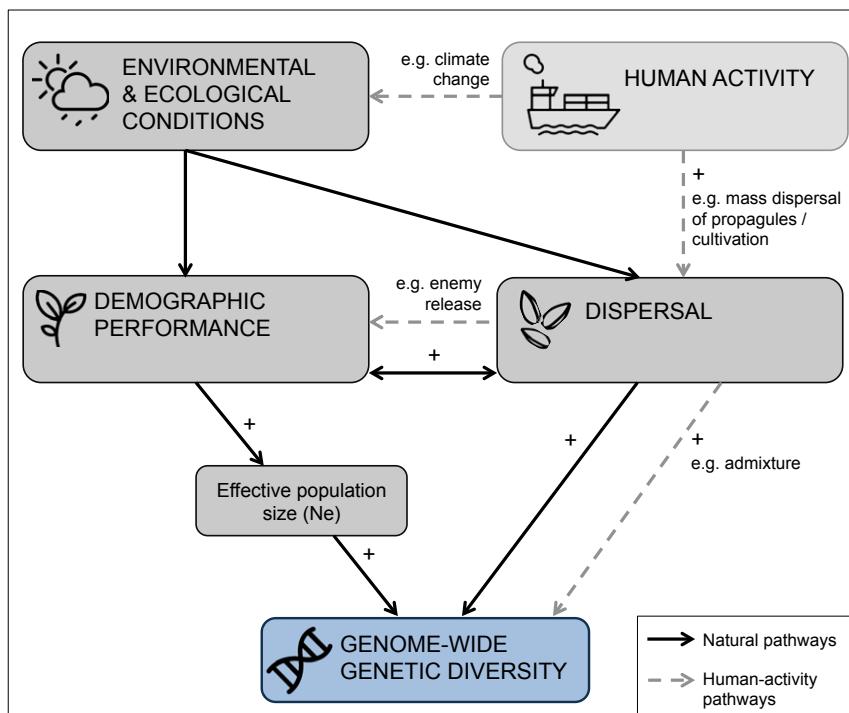 ENVIRONMENTAL
& ECOLOGICAL
CONDITIONS
e.g. climate
change
HUMAN ACTIVITY
+
e.g. mass dispersal
of propagules /
cultivation
DEMOGRAPHIC
PERFORMANCE
e.g. enemy
release
+
DISPERSAL
+
Effective population
size (Ne)
+
+
+
e.g. admixture
GENOME-WIDE
GENETIC DIVERSITY
Natural pathways
Human-activity
pathways